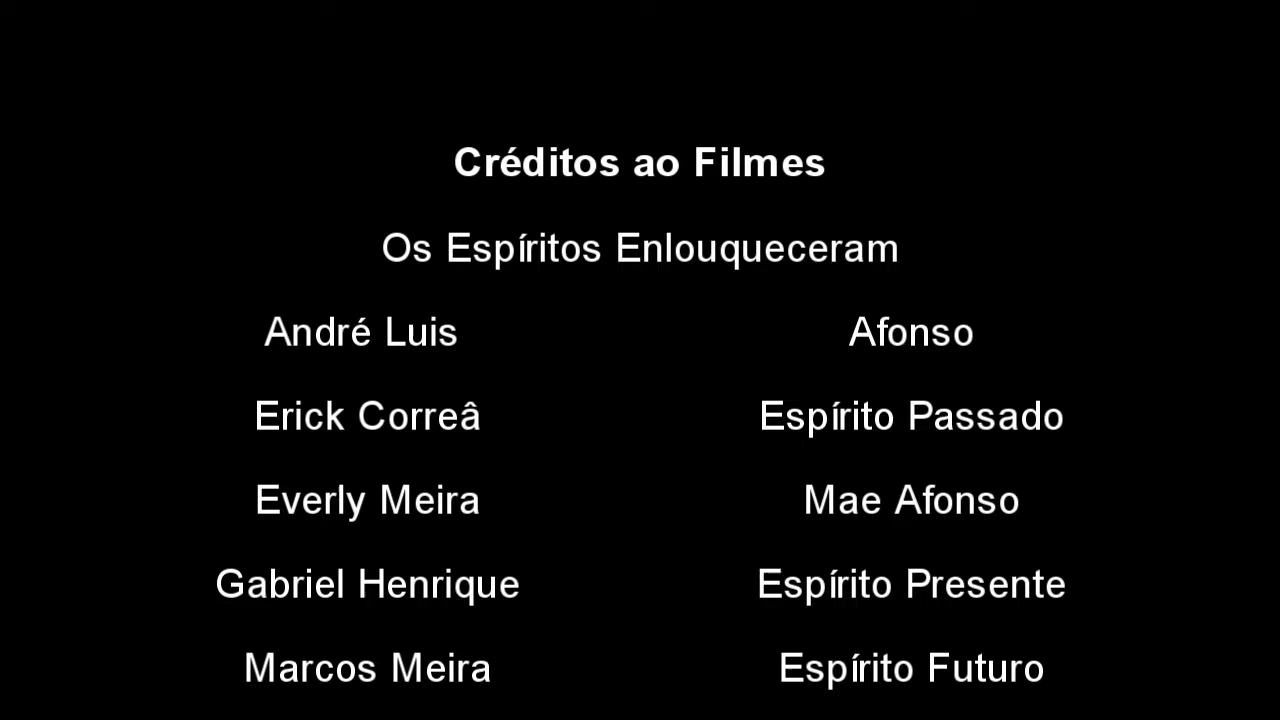 Créditos ao Filmes
Os Espíritos Enlouqueceram
André Luis Afonso
Erick Correâ Espírito Passado
Everly Meira Mae Afonso
Gabriel Henrique Espírito Presente
Marcos Meira Espírito Futuro